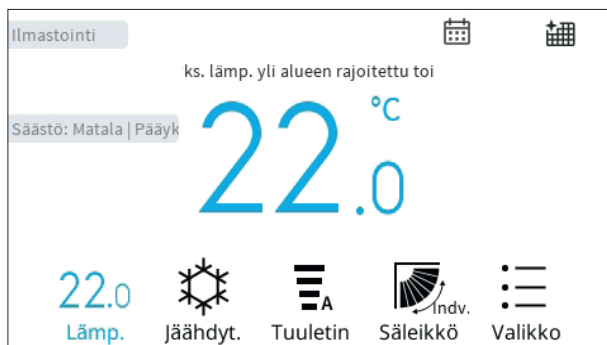 Ilmastointi
ks. lämp. yli alueen rajoitettu toi
Säästö: Matala | Pääyk
22.0 °C
22.0
A
Indv.
Lämp. Jäähdyt. Tuuletin Säleikkö Valikko